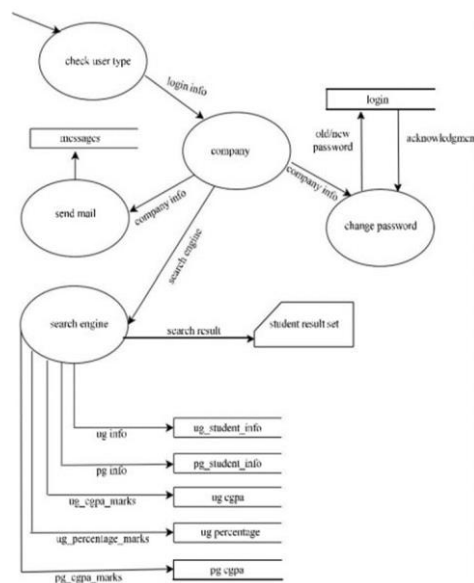 check user type
login info
login
messages
company
old/new
password
acknowledgmen
send mail
company info
company info
change password
search engine
search engine
search result
student result set
ug info
ug_student_info
pg info
pg_student_info
ug_cgpa_marks
ug cgpa
ug_percentage_marks
ug percentage
pg_cgpa_marks
pg cgpa